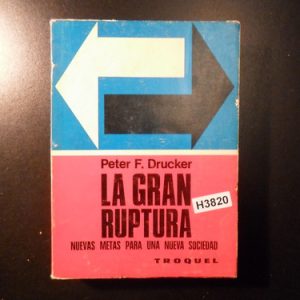 Peter F. Drucker
LA GRAN
RUPTURA
H3820
NUEVAS METAS PARA UNA NUEVA SOCIEDAD
TROQUEL